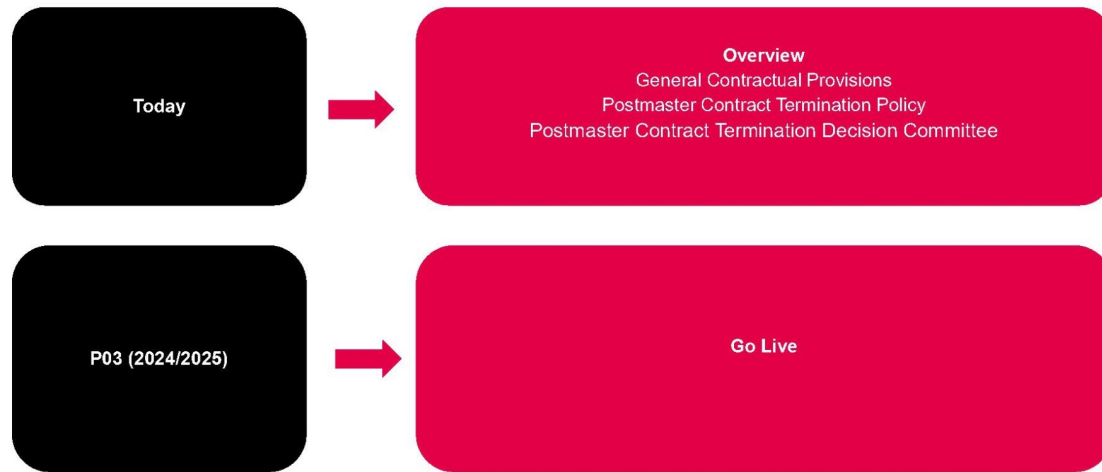 Today
Overview
General Contractual Provisions
Postmaster Contract Termination Policy
Postmaster Contract Termination Decision Committee
P03 (2024/2025)
Go Live